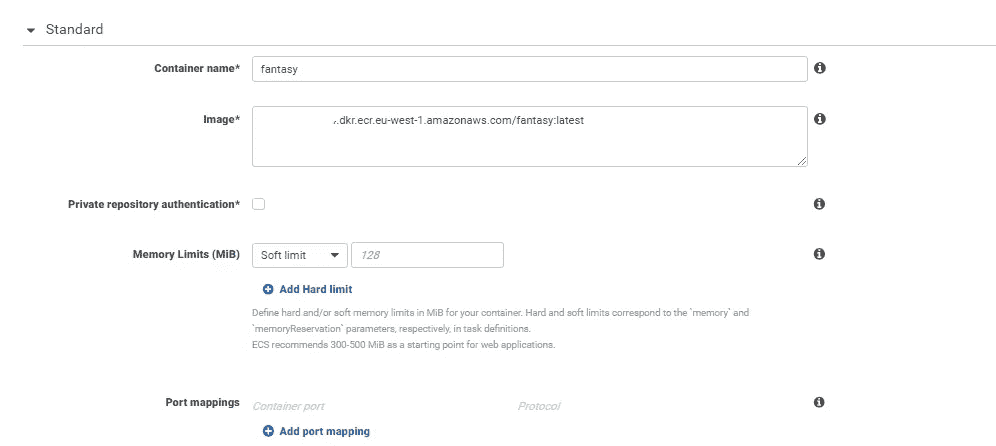 Standard
Container name* fantasy
Image* .dkr.ecr.eu-west-1.amazonaws.com/fantasy:latest
Private repository authentication*
Memory Limits (MiB) Soft limit 128
Add Hard limit
Define hard and/or soft memory limits in MiB for your container. Hard and soft limits correspond to the `memory` and
`memoryReservation` parameters, respectively, in task definitions.
ECS recommends 300-500 MiB as a starting point for web applications.
Port mappings Container port Protocol
Add port mapping